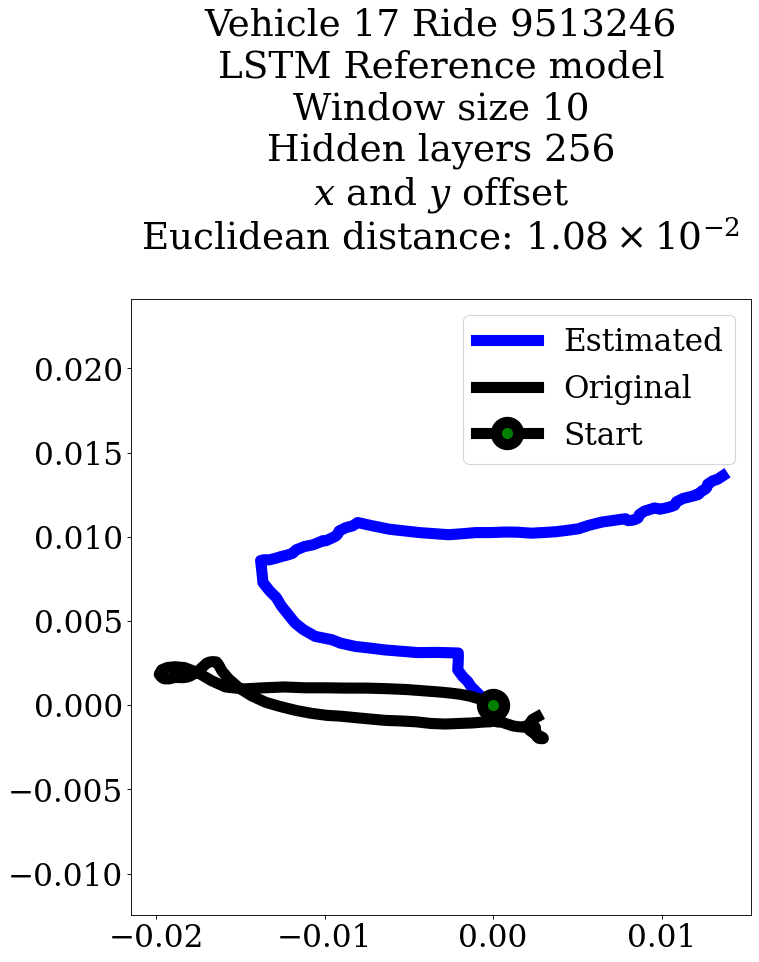 Vehicle 17 Ride 9513246
LSTM Reference model
Window size 10
Hidden layers 256
x and y offset
Euclidean distance: 1.08 × 10⁻²
Estimated
Original
Start
0.020
0.015
0.010
0.005
0.000
−0.005
−0.010
−0.02 −0.01 0.00 0.01